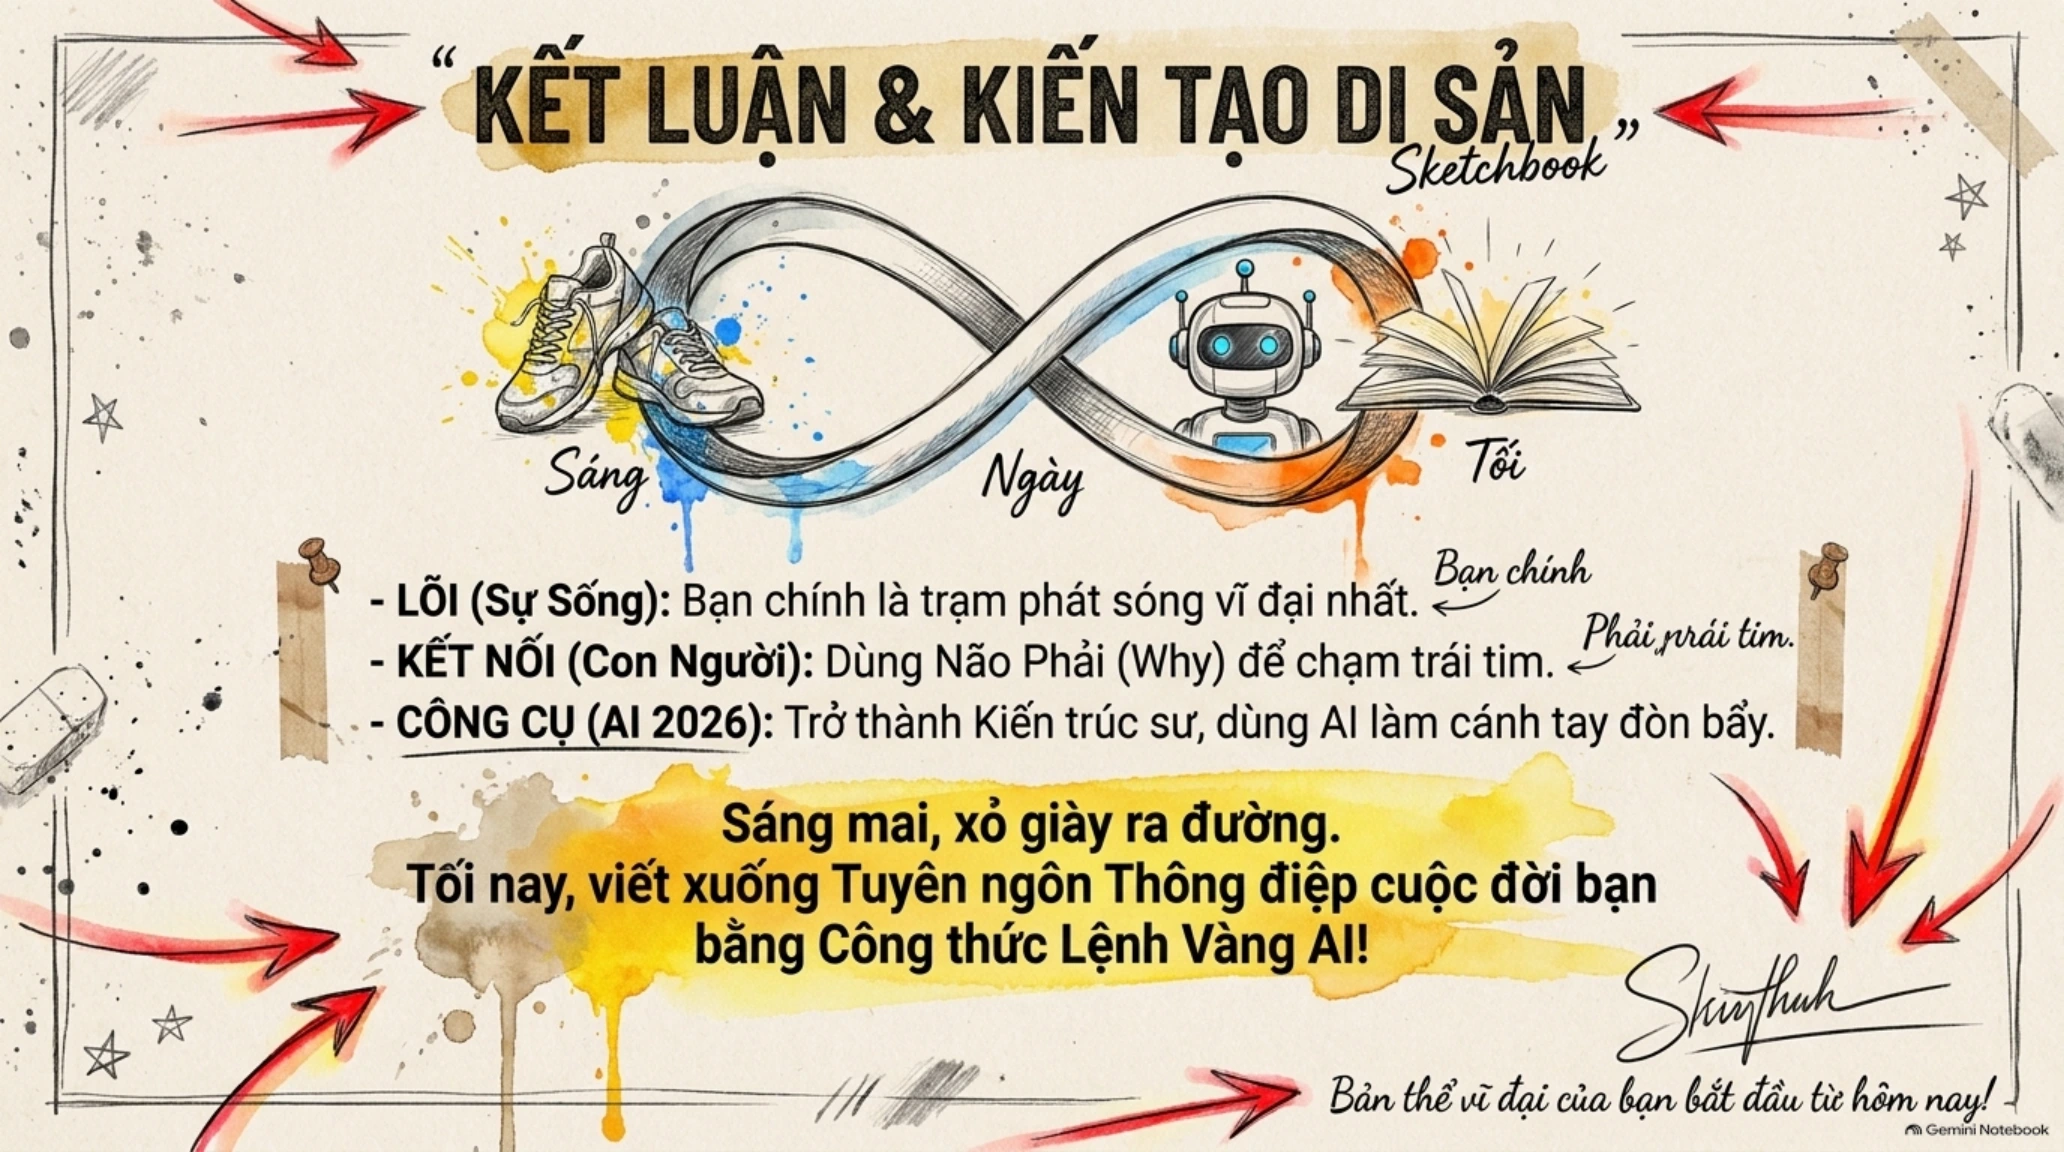 “ KẾT LUẬN & KIẾN TẠO DI SẢN ”
Sketchbook
Sáng
Ngày
Tối
- LÕI (Sự Sống): Bạn chính là trạm phát sóng vĩ đại nhất.
Bạn chính
- KẾT NỐI (Con Người): Dùng Não Phải (Why) để chạm trái tim.
Phải tim.
- CÔNG CỤ (AI 2026): Trở thành Kiến trúc sư, dùng AI làm cánh tay đòn bẩy.
Sáng mai, xỏ giày ra đường.
Tối nay, viết xuống Tuyên ngôn Thông điệp cuộc đời bạn
bằng Công thức Lệnh Vàng AI!
Bản thể vĩ đại của bạn bắt đầu từ hôm nay!
Gemini Notebook